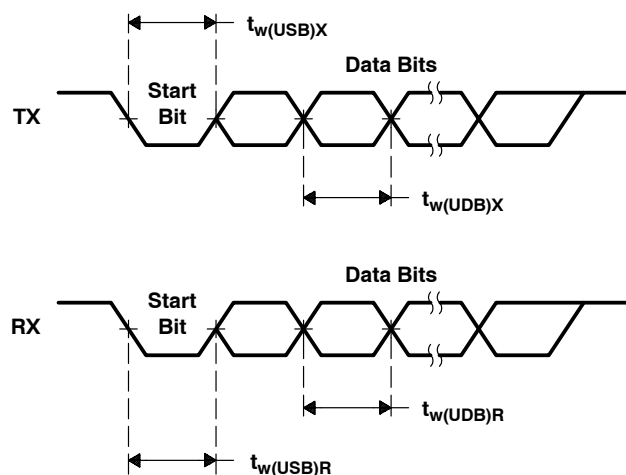 tw(USB)X
Data Bits
Start
Bit
TX
tw(UDB)X
Data Bits
Start
Bit
RX
tw(UDB)R
tw(USB)R